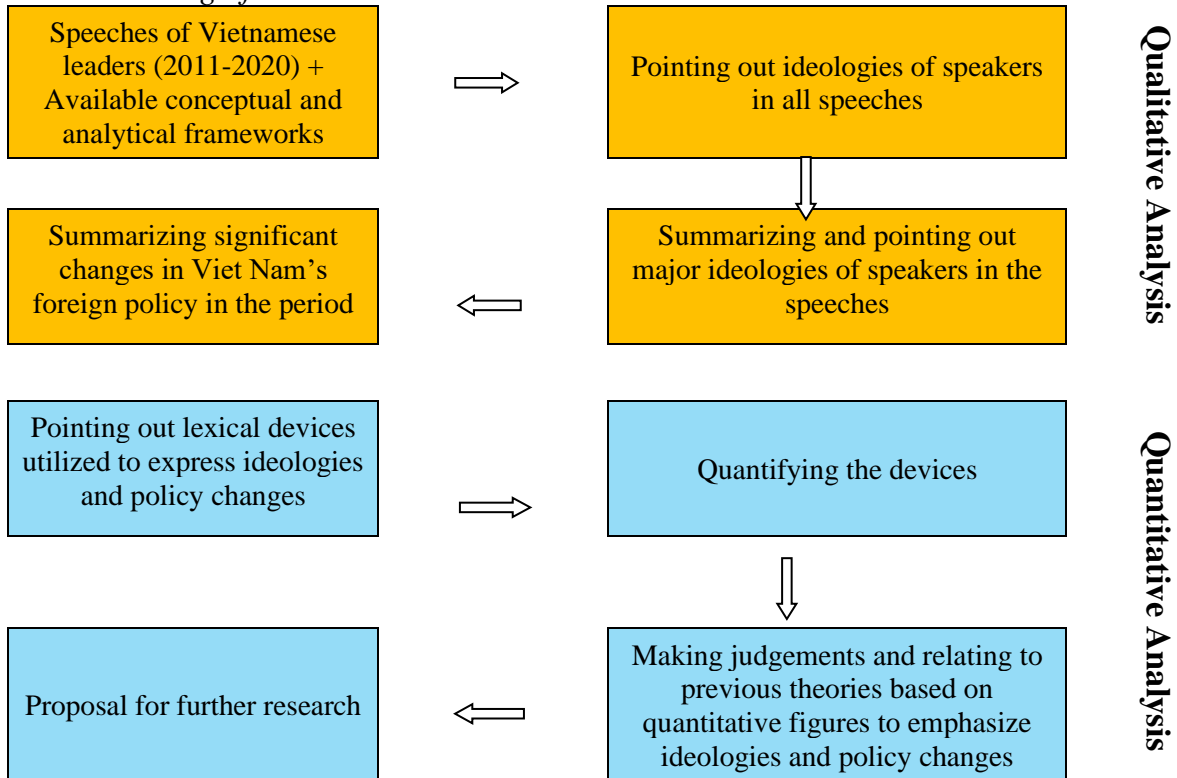 Speeches of Vietnamese
leaders (2011-2020) +
Available conceptual and
analytical frameworks
Pointing out ideologies of speakers
in all speeches
Summarizing significant
changes in Viet Nam’s
foreign policy in the period
Summarizing and pointing out
major ideologies of speakers in the
speeches
Qualitative Analysis
Pointing out lexical devices
utilized to express ideologies
and policy changes
Quantifying the devices
Proposal for further research
Making judgements and relating to
previous theories based on
quantitative figures to emphasize
ideologies and policy changes
Quantitative Analysis